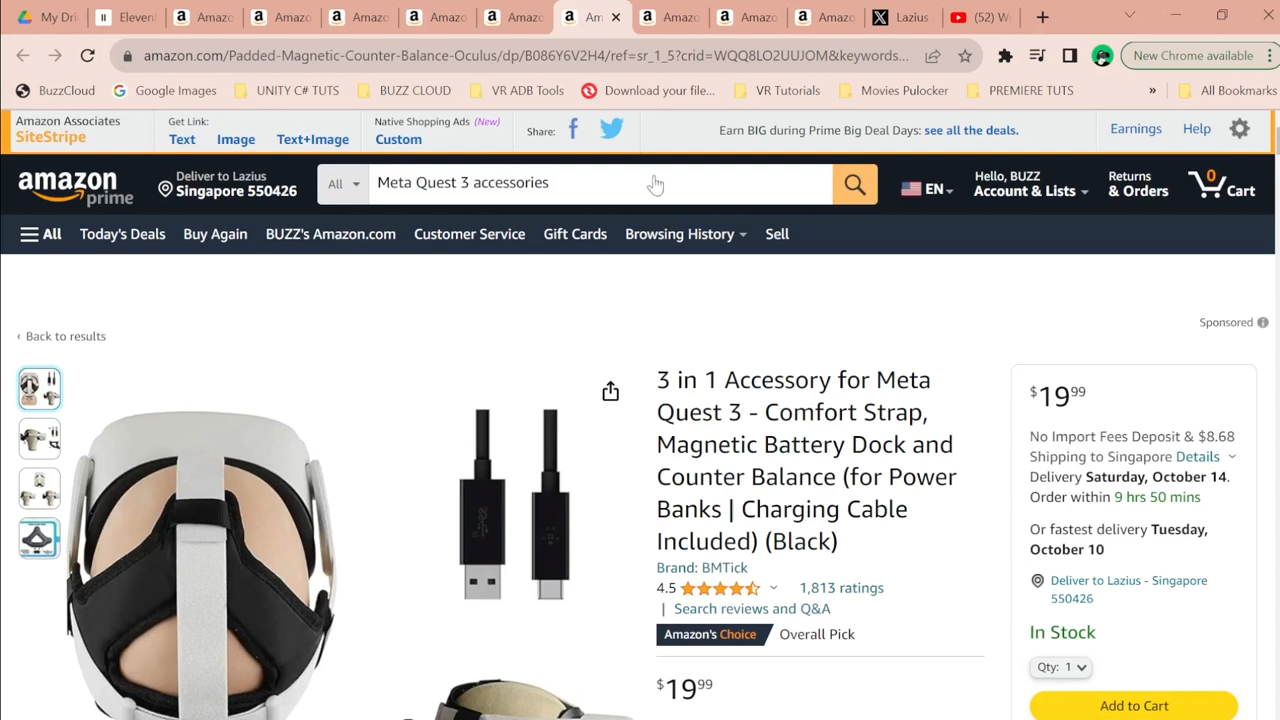 My Dri
Eleven
Amazo
Amazo
Amazo
Amazo
Amazo
Am
Amazo
Amazo
Amazo
Lazius
(52) W
amazon.com/Padded-Magnetic-Counter-Balance-Oculus/dp/B086Y6V2H4/ref=sr_1_5?crid=WQQ8LO2UUJOM&keywords...
New Chrome available
BuzzCloud
Google Images
UNITY C# TUTS
BUZZ CLOUD
VR ADB Tools
Download your file...
VR Tutorials
Movies Pulocker
PREMIERE TUTS
»
All Bookmarks
Amazon Associates
SiteStripe
Get Link:
Text Image Text+Image
Native Shopping Ads (New)
Custom
Share:
Earn BIG during Prime Big Deal Days: see all the deals.
Earnings
Help
amazon
prime
Deliver to Lazius
Singapore 550426
All
Meta Quest 3 accessories
EN
Hello, BUZZ
Account & Lists
Returns
& Orders
0
Cart
All
Today's Deals
Buy Again
BUZZ's Amazon.com
Customer Service
Gift Cards
Browsing History
Sell
‹ Back to results
Sponsored
3 in 1 Accessory for Meta
Quest 3 - Comfort Strap,
Magnetic Battery Dock and
Counter Balance (for Power
Banks | Charging Cable
Included) (Black)
Brand: BMTick
4.5
1,813 ratings
| Search reviews and Q&A
Amazon's Choice
Overall Pick
$19 99
$19 99
No Import Fees Deposit & $8.68
Shipping to Singapore Details
Delivery Saturday, October 14.
Order within 9 hrs 50 mins
Or fastest delivery Tuesday,
October 10
Deliver to Lazius - Singapore
550426
In Stock
Qty: 1
Add to Cart